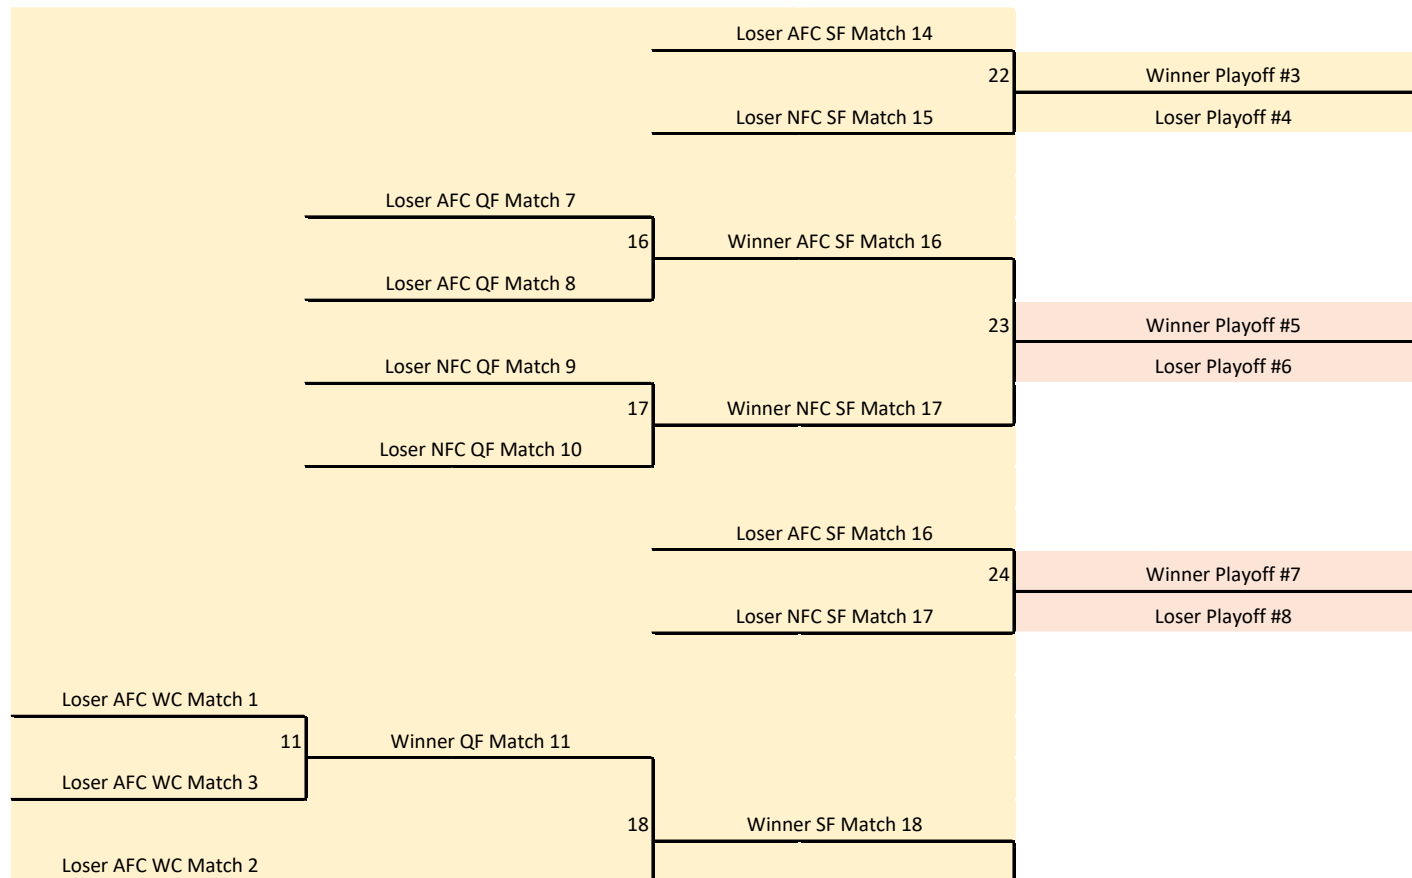 Loser AFC SF Match 14
22
Winner Playoff #3
Loser NFC SF Match 15
Loser Playoff #4
Loser AFC QF Match 7
16
Winner AFC SF Match 16
Loser AFC QF Match 8
23
Winner Playoff #5
Loser NFC QF Match 9
Loser Playoff #6
17
Winner NFC SF Match 17
Loser NFC QF Match 10
Loser AFC SF Match 16
24
Winner Playoff #7
Loser NFC SF Match 17
Loser Playoff #8
Loser AFC WC Match 1
11
Winner QF Match 11
Loser AFC WC Match 3
18
Winner SF Match 18
Loser AFC WC Match 2